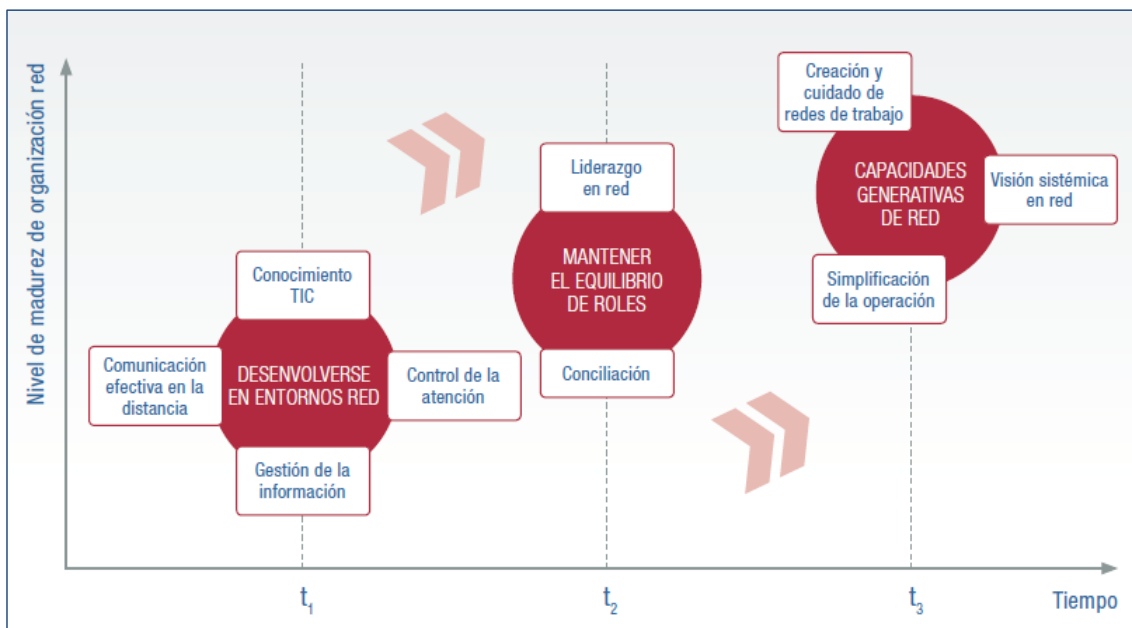 Nivel de madurez de organización red
Comunicación
efectiva en la
distancia
Conocimiento
TIC
DESENVOLVERSE
EN ENTORNOS RED
Control de la
atención
Gestión de la
información
Liderazgo
en red
MANTENER
EL EQUILIBRIO
DE ROLES
Conciliación
Creación y
cuidado de
redes de trabajo
CAPACIDADES
GENERATIVAS
DE RED
Visión sistémica
en red
Simplificación
de la operación
t₁
t₂
t₃
Tiempo